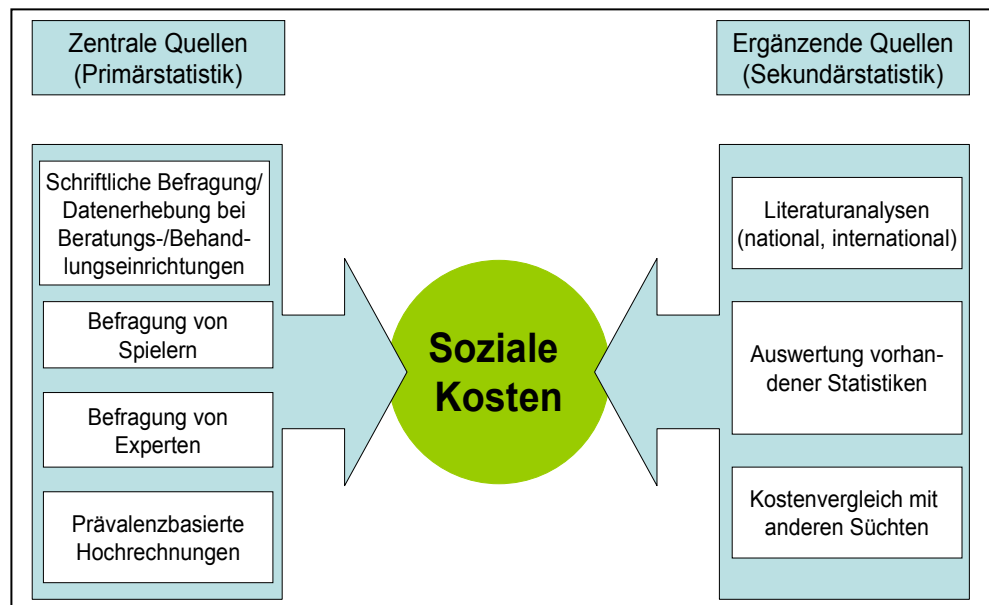 Zentrale Quellen
(Primärstatistik)
Schriftliche Befragung/
Datenerhebung bei
Beratungs-/Behand-
lungseinrichtungen
Befragung von
Spielern
Befragung von
Experten
Prävalenzbasierte
Hochrechnungen
Soziale
Kosten
Ergänzende Quellen
(Sekundärstatistik)
Literaturanalysen
(national, international)
Auswertung vorhan-
dener Statistiken
Kostenvergleich mit
anderen Süchten